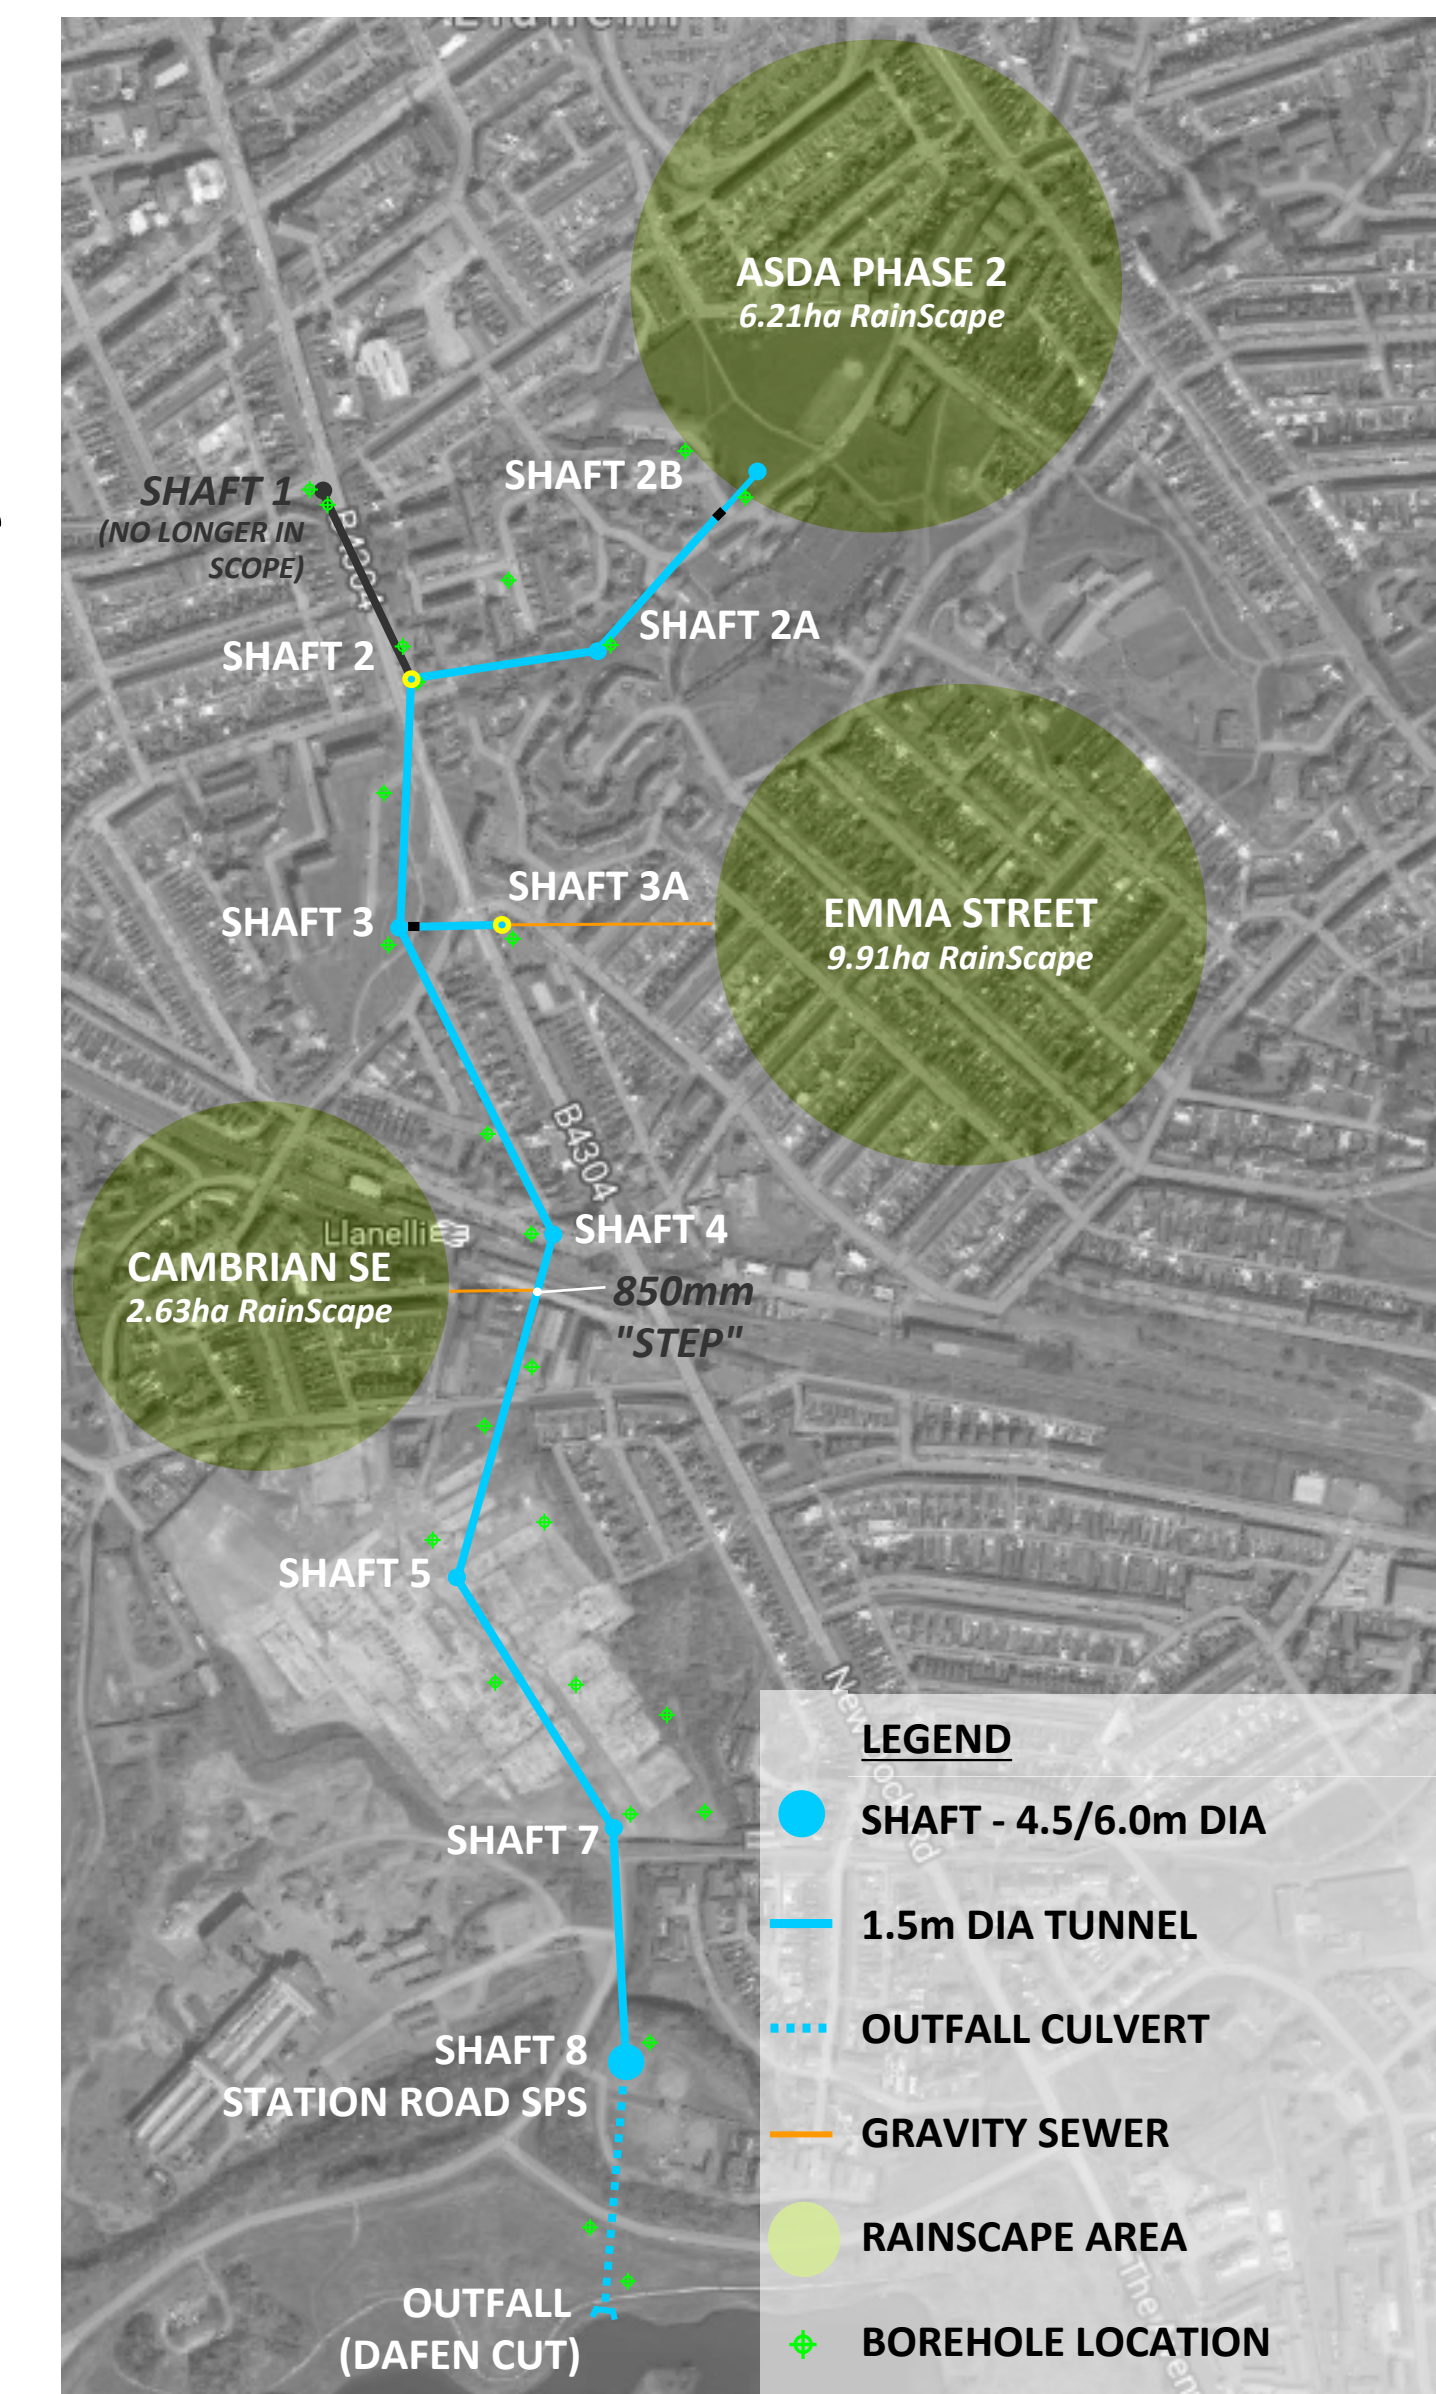 ASDA PHASE 2
6.21ha RainScape
SHAFT 2B
SHAFT 1
(NO LONGER IN
SCOPE)
B4304
SHAFT 2A
SHAFT 2
SHAFT 3A
SHAFT 3
EMMA STREET
9.91ha RainScape
B4304
Llanelli
SHAFT 4
CAMBRIAN SE
2.63ha RainScape
850mm
"STEP"
SHAFT 5
SHAFT 7
LEGEND
SHAFT - 4.5/6.0m DIA
1.5m DIA TUNNEL
OUTFALL CULVERT
GRAVITY SEWER
RAINSCAPE AREA
BOREHOLE LOCATION
SHAFT 8
STATION ROAD SPS
OUTFALL
(DAFEN CUT)